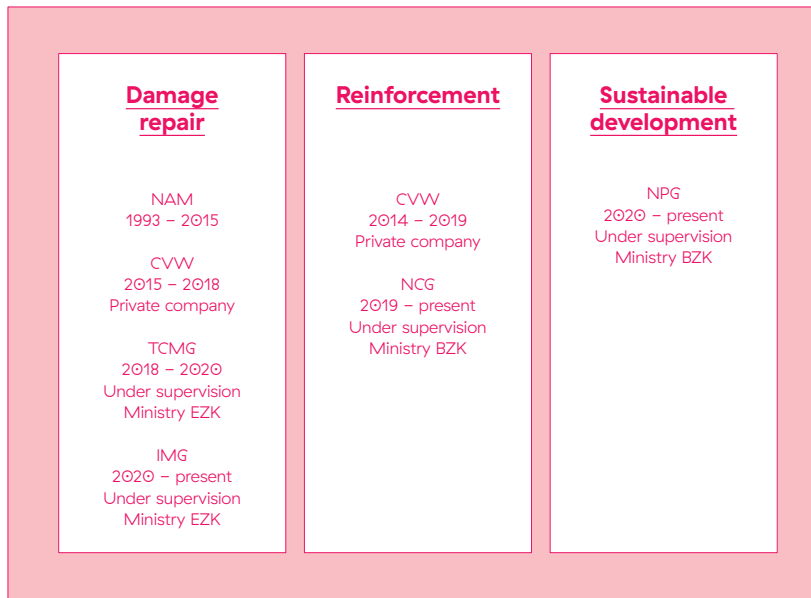 Damage
repair
NAM
1993 – 2015
CVW
2015 – 2018
Private company
TCMG
2018 – 2020
Under supervision
Ministry EZK
IMG
2020 – present
Under supervision
Ministry EZK
Reinforcement
CVW
2014 – 2019
Private company
NCG
2019 – present
Under supervision
Ministry BZK
Sustainable
development
NPG
2020 – present
Under supervision
Ministry BZK